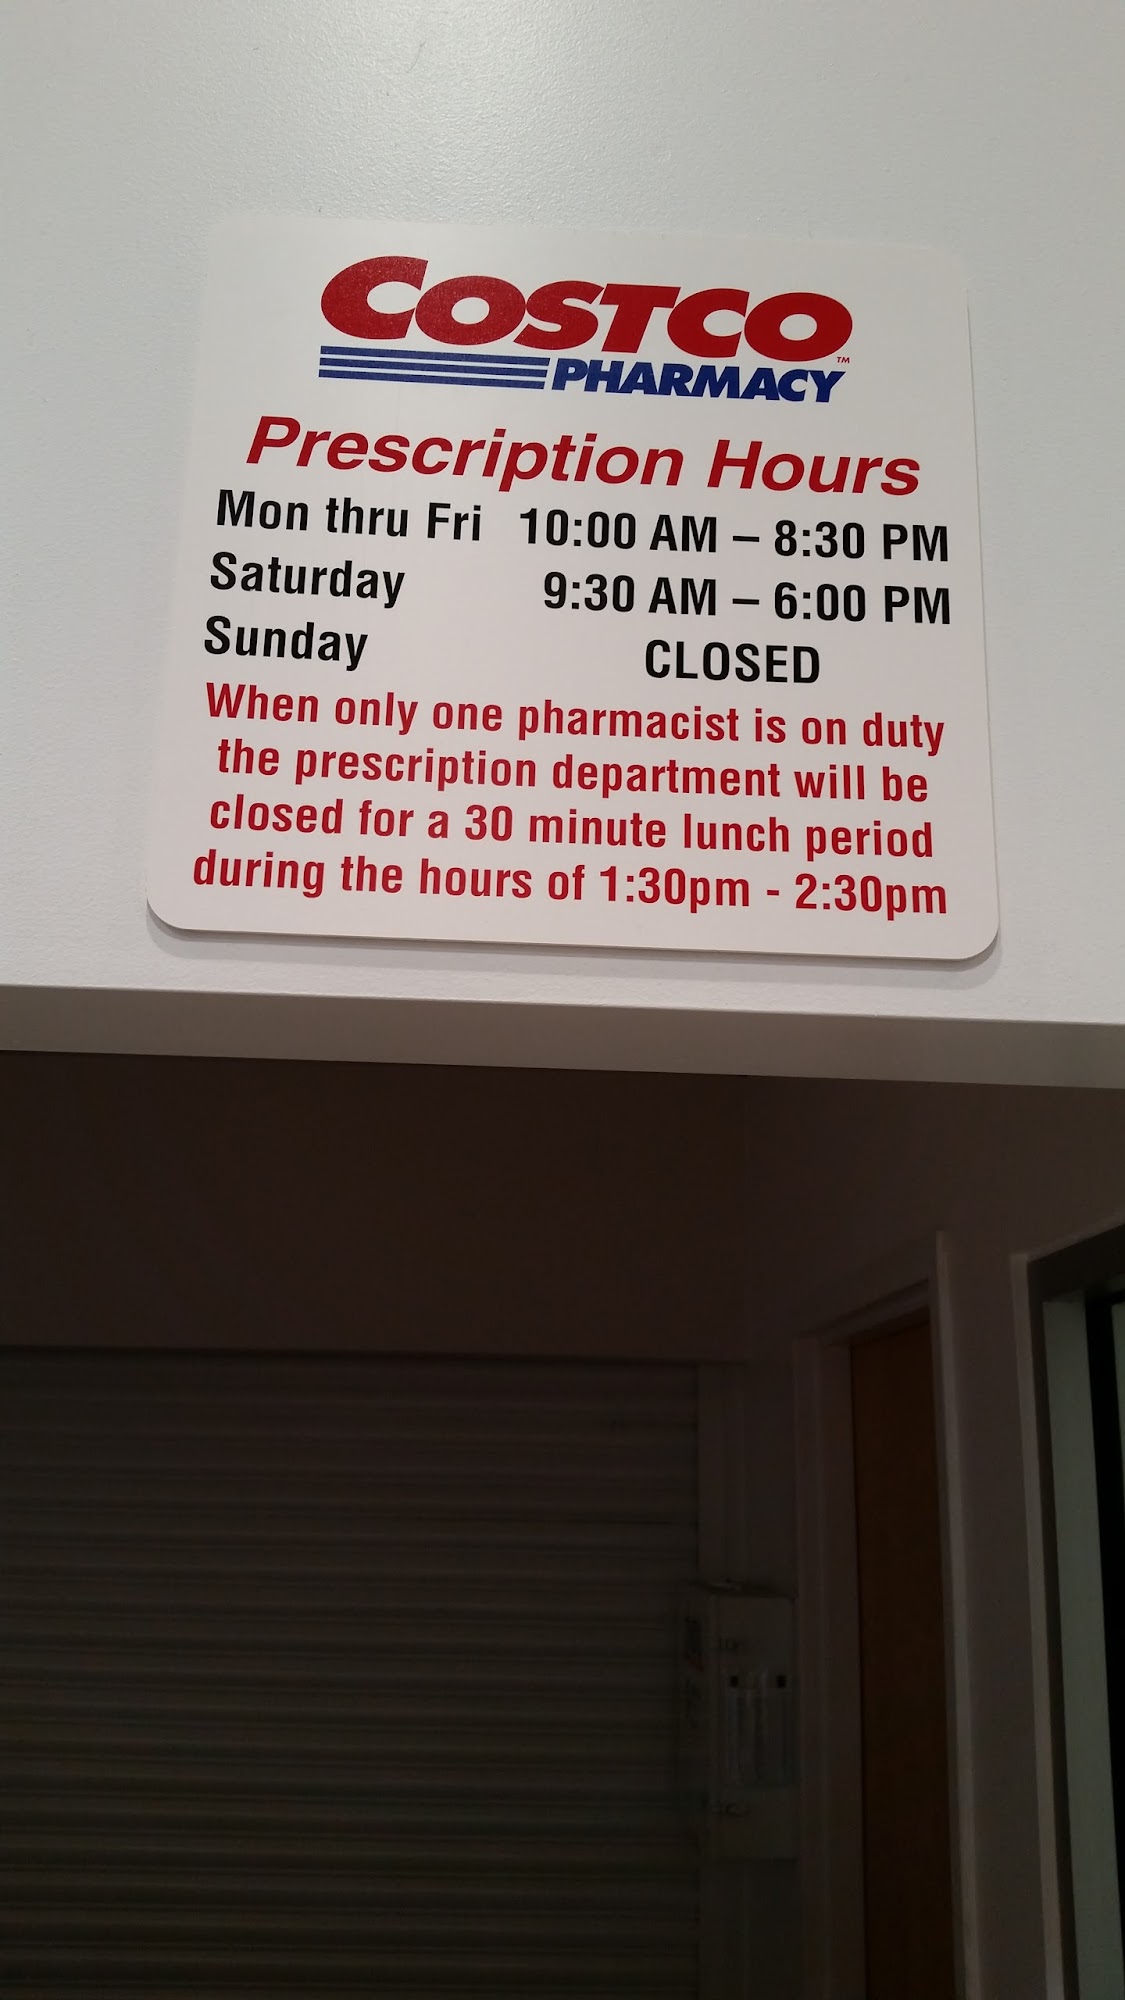 COSTCO™
PHARMACY
Prescription Hours
Mon thru Fri 10:00 AM – 8:30 PM
Saturday 9:30 AM – 6:00 PM
Sunday CLOSED
When only one pharmacist is on duty
the prescription department will be
closed for a 30 minute lunch period
during the hours of 1:30pm - 2:30pm